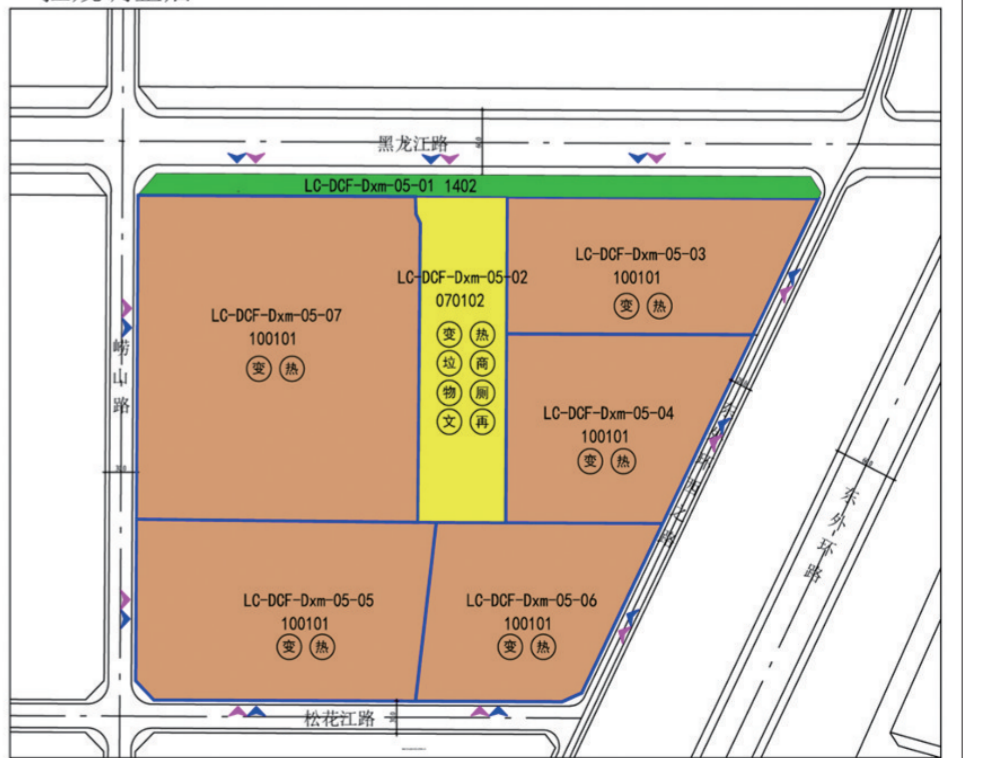 黑龙江路
LC-DCF-Dxm-05-01 1402
LC-DCF-Dxm-05-03
100101
变 热
LC-DCF-Dxm-05-02
070102
变 热
垃 商
物 厕
文 再
LC-DCF-Dxm-05-07
100101
变 热
崂山路
LC-DCF-Dxm-05-04
100101
变 热
东外环路
LC-DCF-Dxm-05-05
100101
变 热
LC-DCF-Dxm-05-06
100101
变 热
松花江路